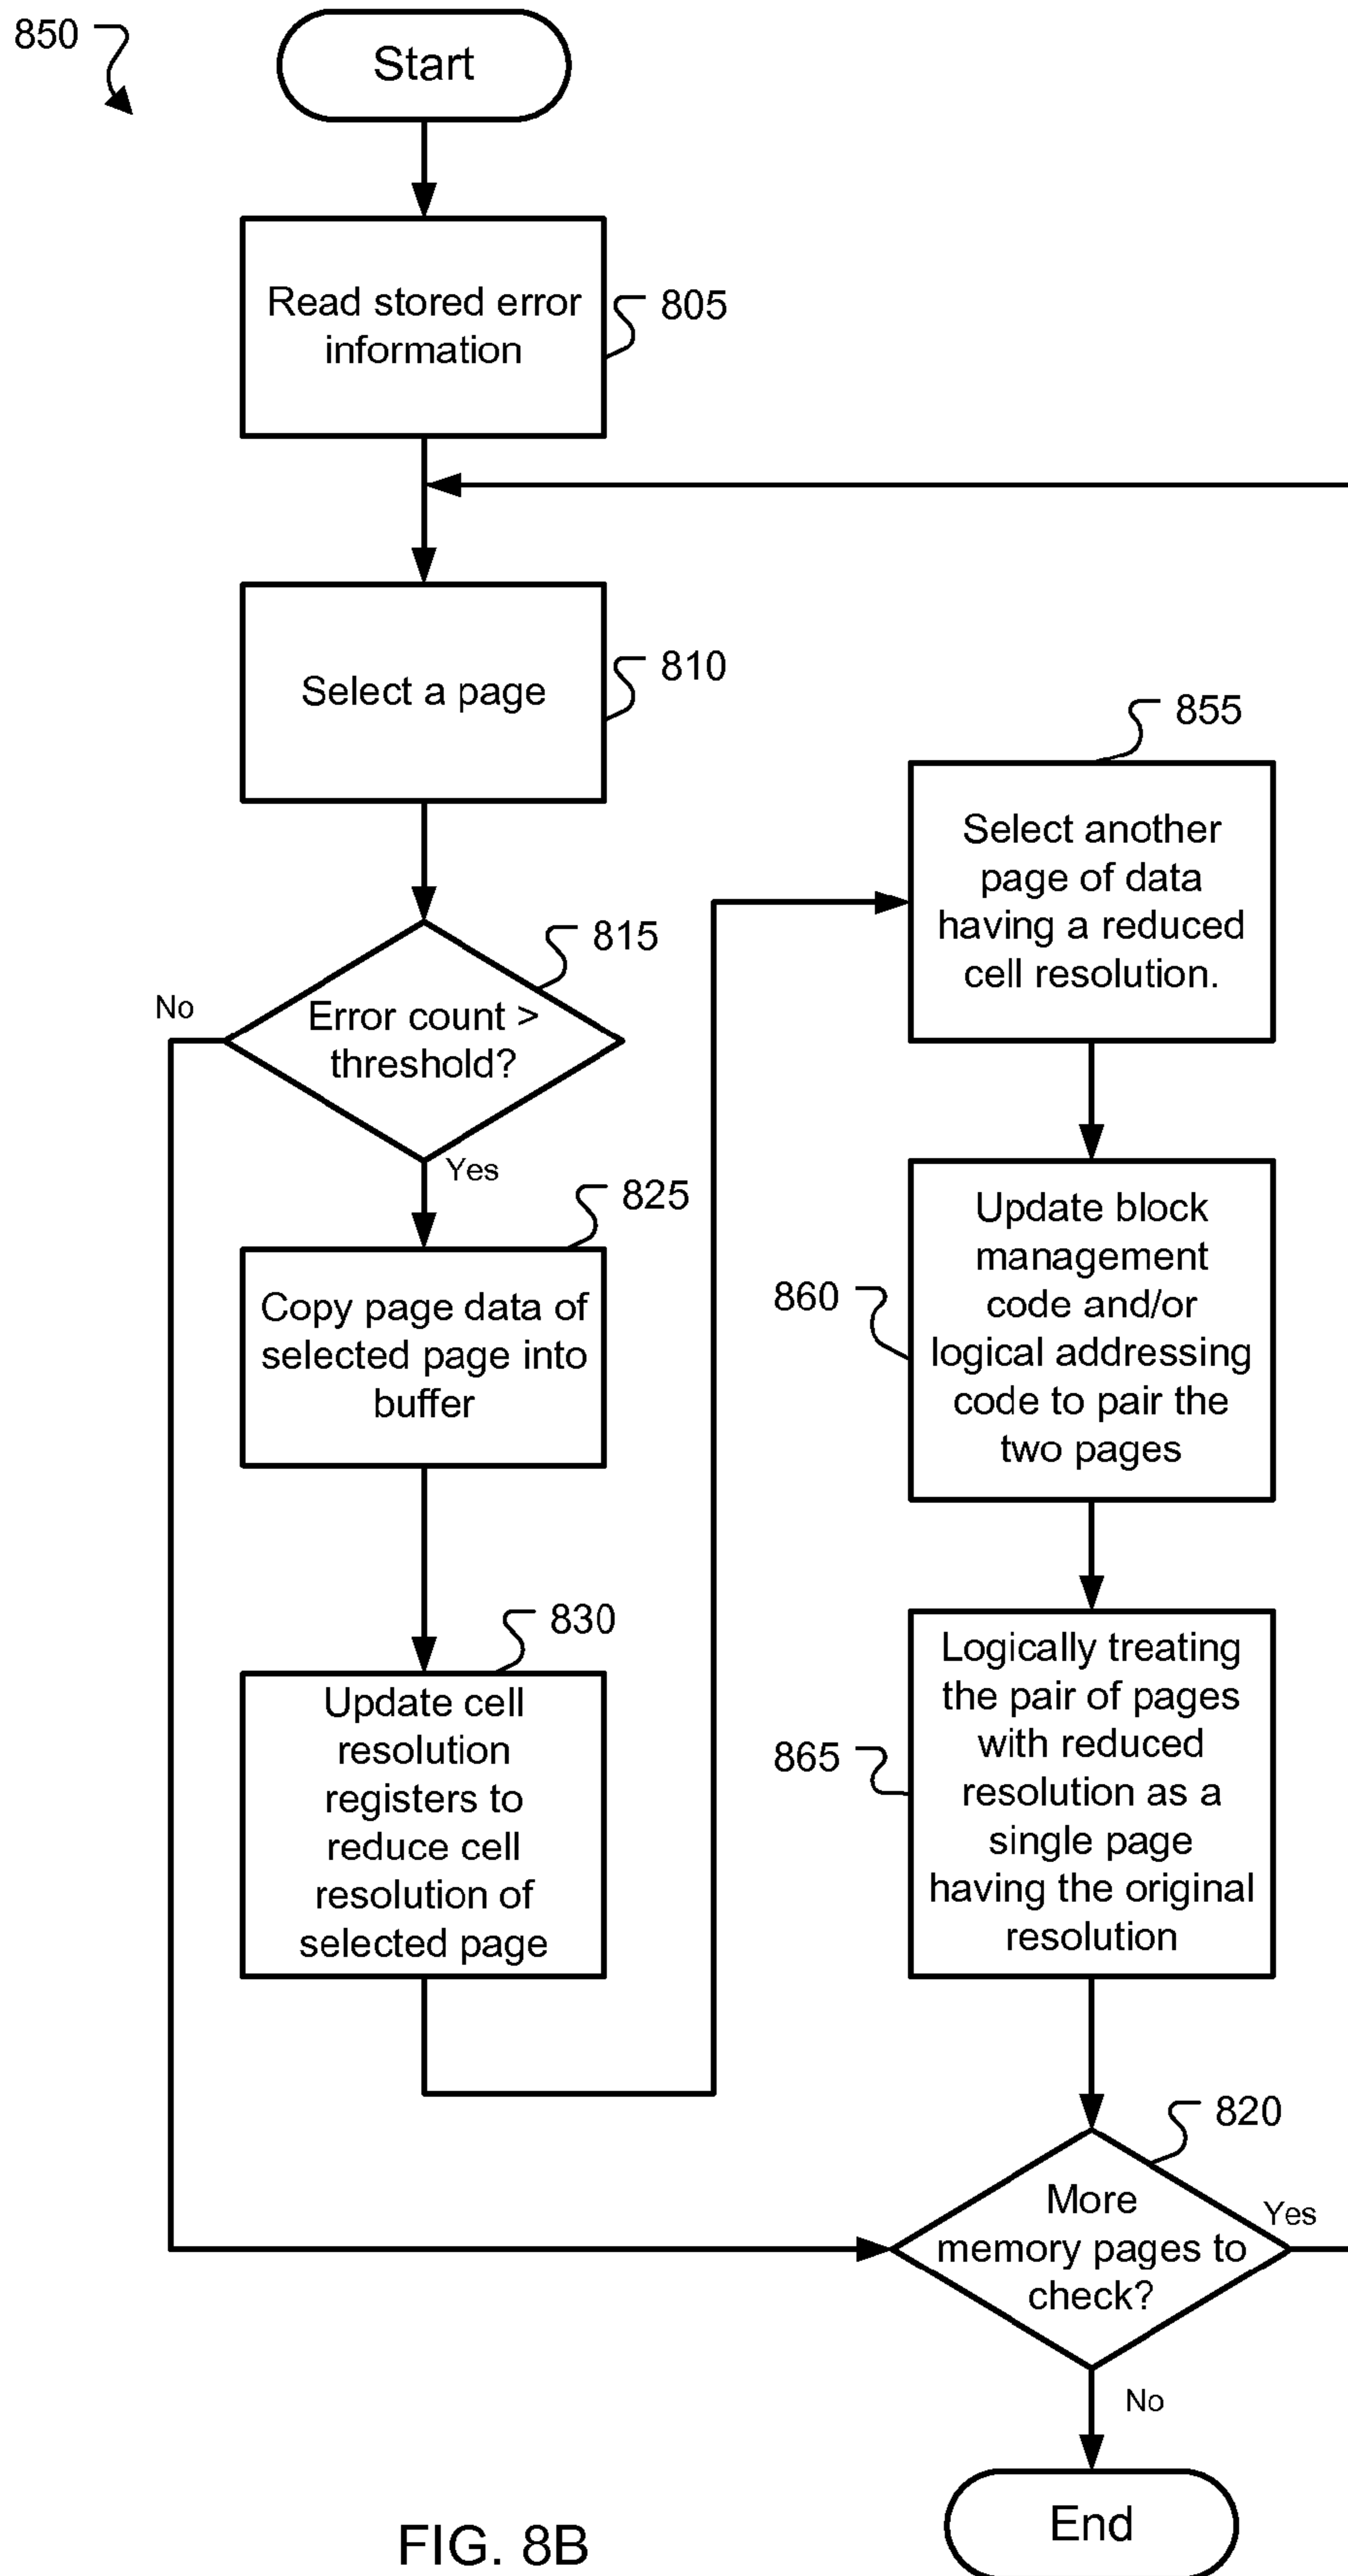 850
Start
Read stored error
information
805
Select a page
810
815
Error count >
threshold?
No
Yes
825
Copy page data of
selected page into
buffer
830
Update cell
resolution
registers to
reduce cell
resolution of
selected page
855
Select another
page of data
having a reduced
cell resolution.
860
Update block
management
code and/or
logical addressing
code to pair the
two pages
865
Logically treating
the pair of pages
with reduced
resolution as a
single page
having the original
resolution
820
More
memory pages to
check?
Yes
No
End
FIG. 8B